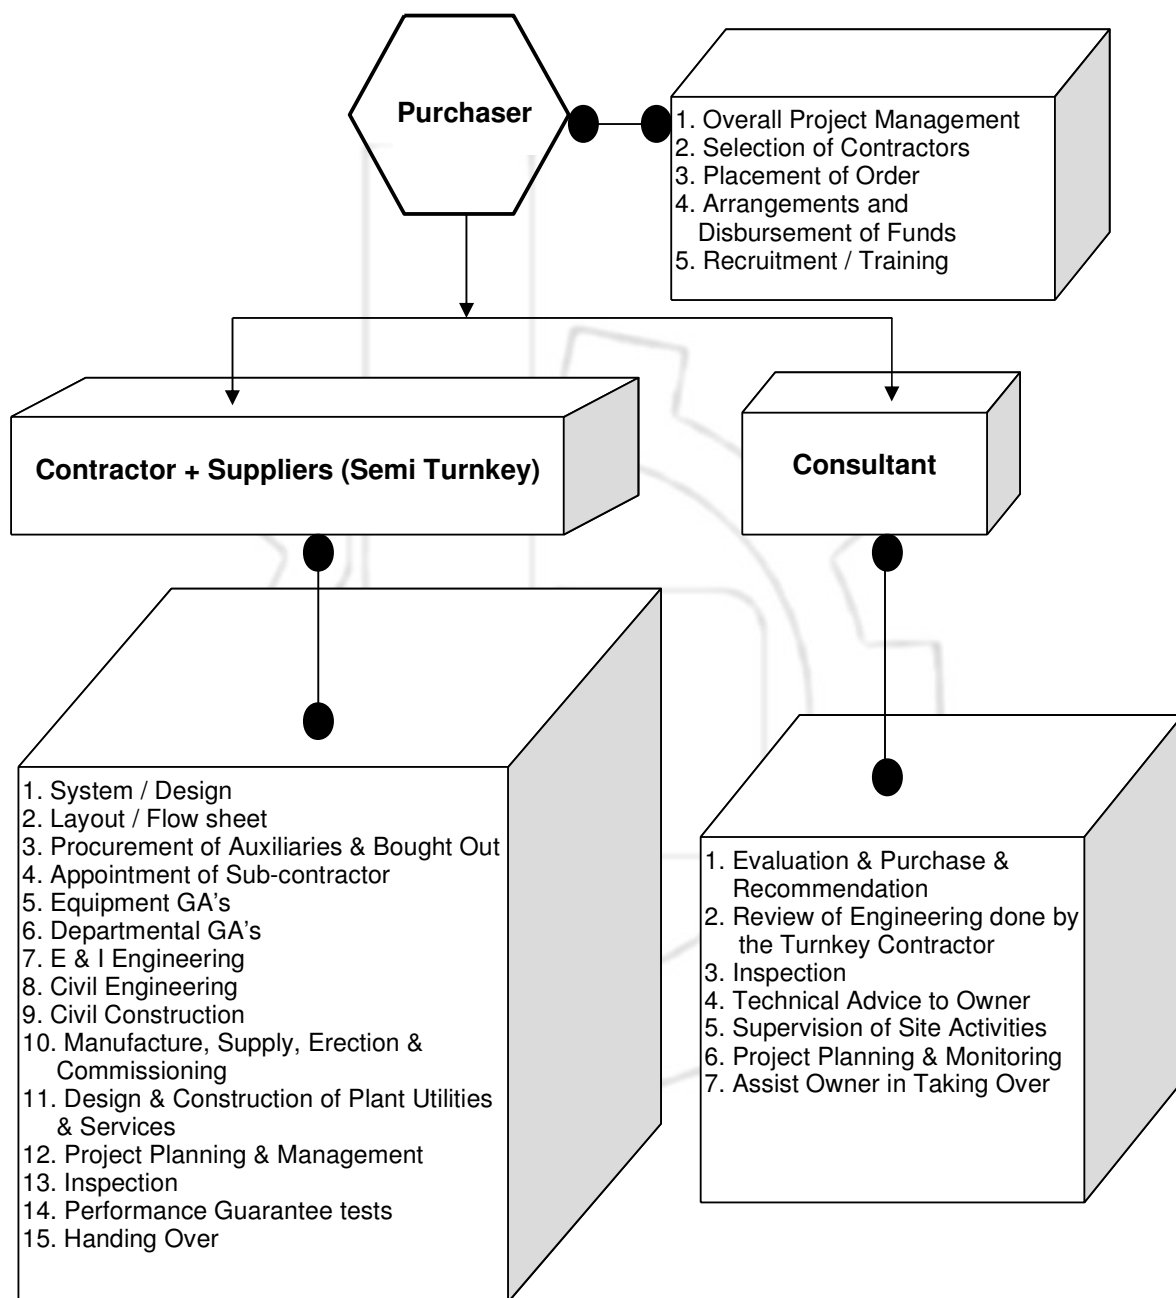 Purchaser
1. Overall Project Management
2. Selection of Contractors
3. Placement of Order
4. Arrangements and
Disbursement of Funds
5. Recruitment / Training
Contractor + Suppliers (Semi Turnkey)
Consultant
1. System / Design
2. Layout / Flow sheet
3. Procurement of Auxiliaries & Bought Out
4. Appointment of Sub-contractor
5. Equipment GA's
6. Departmental GA's
7. E & I Engineering
8. Civil Engineering
9. Civil Construction
10. Manufacture, Supply, Erection &
Commissioning
11. Design & Construction of Plant Utilities
& Services
12. Project Planning & Management
13. Inspection
14. Performance Guarantee tests
15. Handing Over
1. Evaluation & Purchase &
Recommendation
2. Review of Engineering done by
the Turnkey Contractor
3. Inspection
4. Technical Advice to Owner
5. Supervision of Site Activities
6. Project Planning & Monitoring
7. Assist Owner in Taking Over